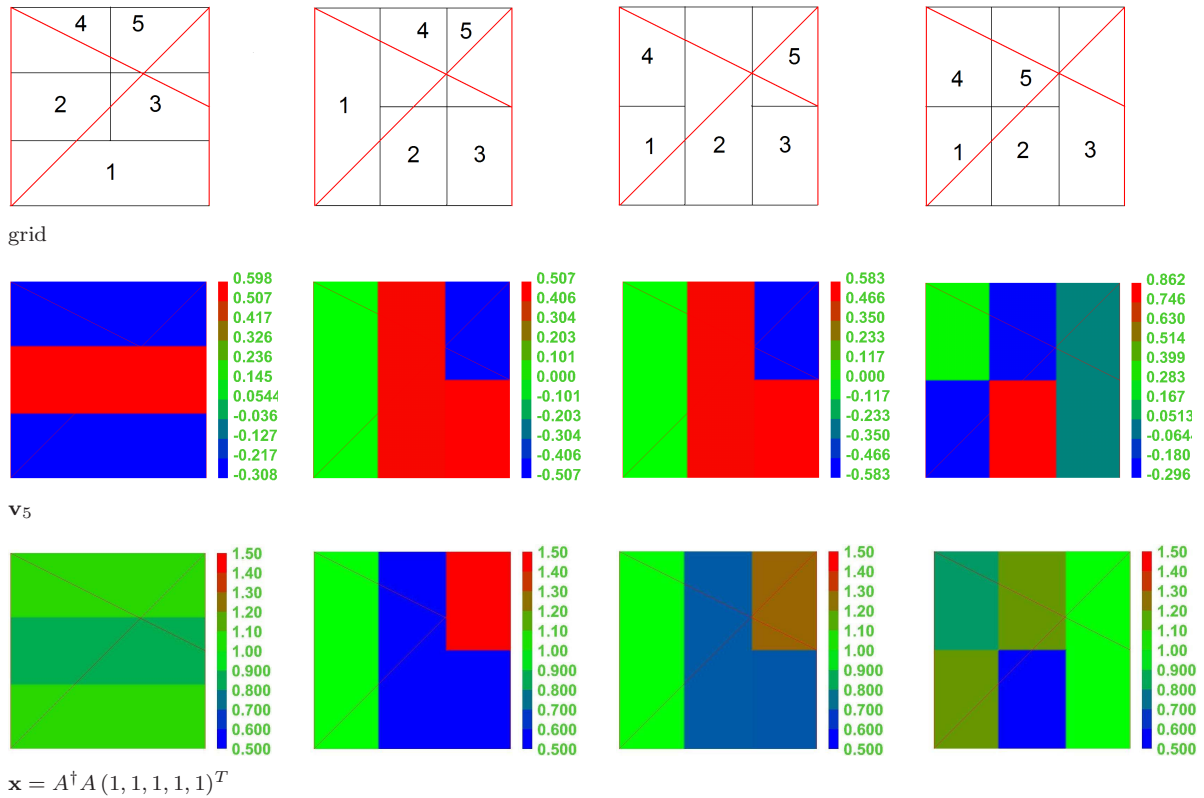 4 5 4 5 4 5 4 5
2 3 1 2 3 1 2 3 1 2 3
1
grid
0.598 0.507 0.583 0.862
0.507 0.406 0.466 0.746
0.417 0.304 0.350 0.630
0.326 0.203 0.233 0.514
0.236 0.101 0.117 0.399
0.145 0.000 0.000 0.283
0.0544 -0.101 -0.117 0.167
-0.036 -0.203 -0.233 0.0513
-0.127 -0.304 -0.350 -0.0644
-0.217 -0.406 -0.466 -0.180
-0.308 -0.507 -0.583 -0.296
v₅
1.50 1.50 1.50 1.50
1.40 1.40 1.40 1.40
1.30 1.30 1.30 1.30
1.20 1.20 1.20 1.20
1.10 1.10 1.10 1.10
1.00 1.00 1.00 1.00
0.900 0.900 0.900 0.900
0.800 0.800 0.800 0.800
0.700 0.700 0.700 0.700
0.600 0.600 0.600 0.600
0.500 0.500 0.500 0.500
x = A†A (1, 1, 1, 1, 1)ᵀ